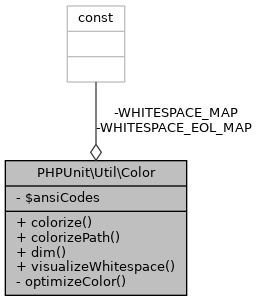 const
-WHITESPACE_MAP
-WHITESPACE_EOL_MAP
PHPUnit\Util\Color
- $ansiCodes
+ colorize()
+ colorizePath()
+ dim()
+ visualizeWhitespace()
- optimizeColor()